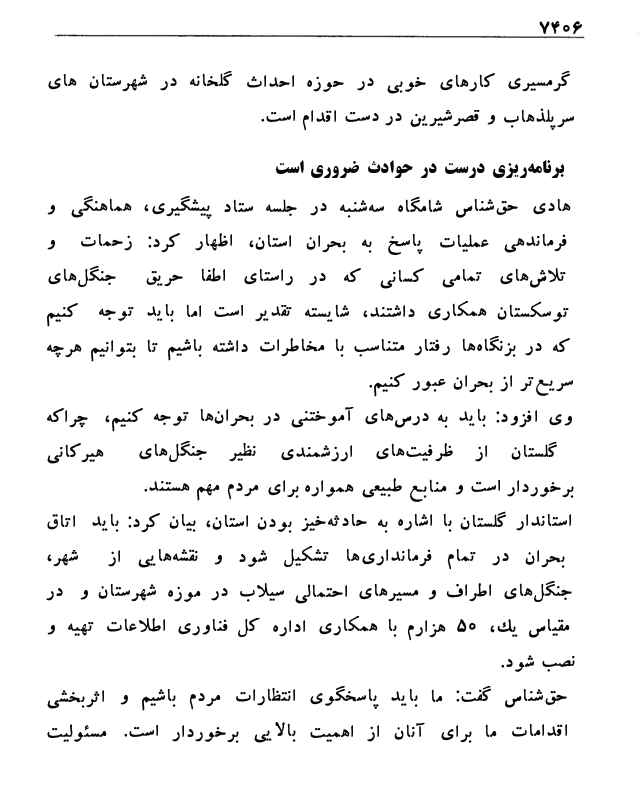 ۷۴۰۶
گرمسیری کارهای خوبی در حوزه احداث گلخانه در شهرستان های
سرپلذهاب و قصرشیرین در دست اقدام است.
برنامه‌ریزی درست در حوادث ضروری است
هادی حق‌شناس شامگاه سه‌شنبه در جلسه ستاد پیشگیری، هماهنگی و
فرماندهی عملیات پاسخ به بحران استان، اظهار کرد: زحمات و
تلاش‌های تمامی کسانی که در راستای اطفا حریق جنگل‌های
توسکستان همکاری داشتند، شایسته تقدیر است اما باید توجه کنیم
که در بزنگاه‌ها رفتار متناسب با مخاطرات داشته باشیم تا بتوانیم هرچه
سریع‌تر از بحران عبور کنیم.
وی افزود: باید به درس‌های آموختنی در بحران‌ها توجه کنیم، چراکه
گلستان از ظرفیت‌های ارزشمندی نظیر جنگل‌های هیرکانی
برخوردار است و منابع طبیعی همواره برای مردم مهم هستند.
استاندار گلستان با اشاره به حادثه‌خیز بودن استان، بیان کرد: باید اتاق
بحران در تمام فرمانداری‌ها تشکیل شود و نقشه‌هایی از شهر،
جنگل‌های اطراف و مسیرهای احتمالی سیلاب در موزه شهرستان و در
مقیاس یك، ۵۰ هزارم با همکاری اداره کل فناوری اطلاعات تهیه و
نصب شود.
حق‌شناس گفت: ما باید پاسخگوی انتظارات مردم باشیم و اثربخشی
اقدامات ما برای آنان از اهمیت بالایی برخوردار است. مسئولیت